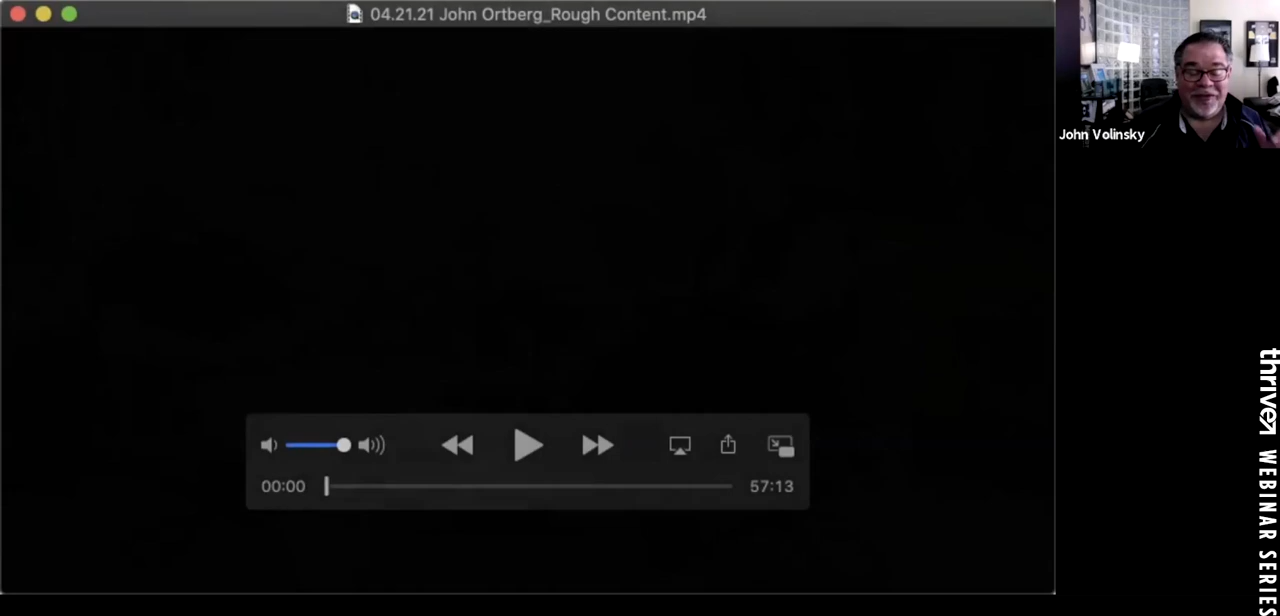 04.21.21 John Ortberg_Rough Content.mp4
John Volinsky
00:00
57:13
thrive WEBINAR SERIES